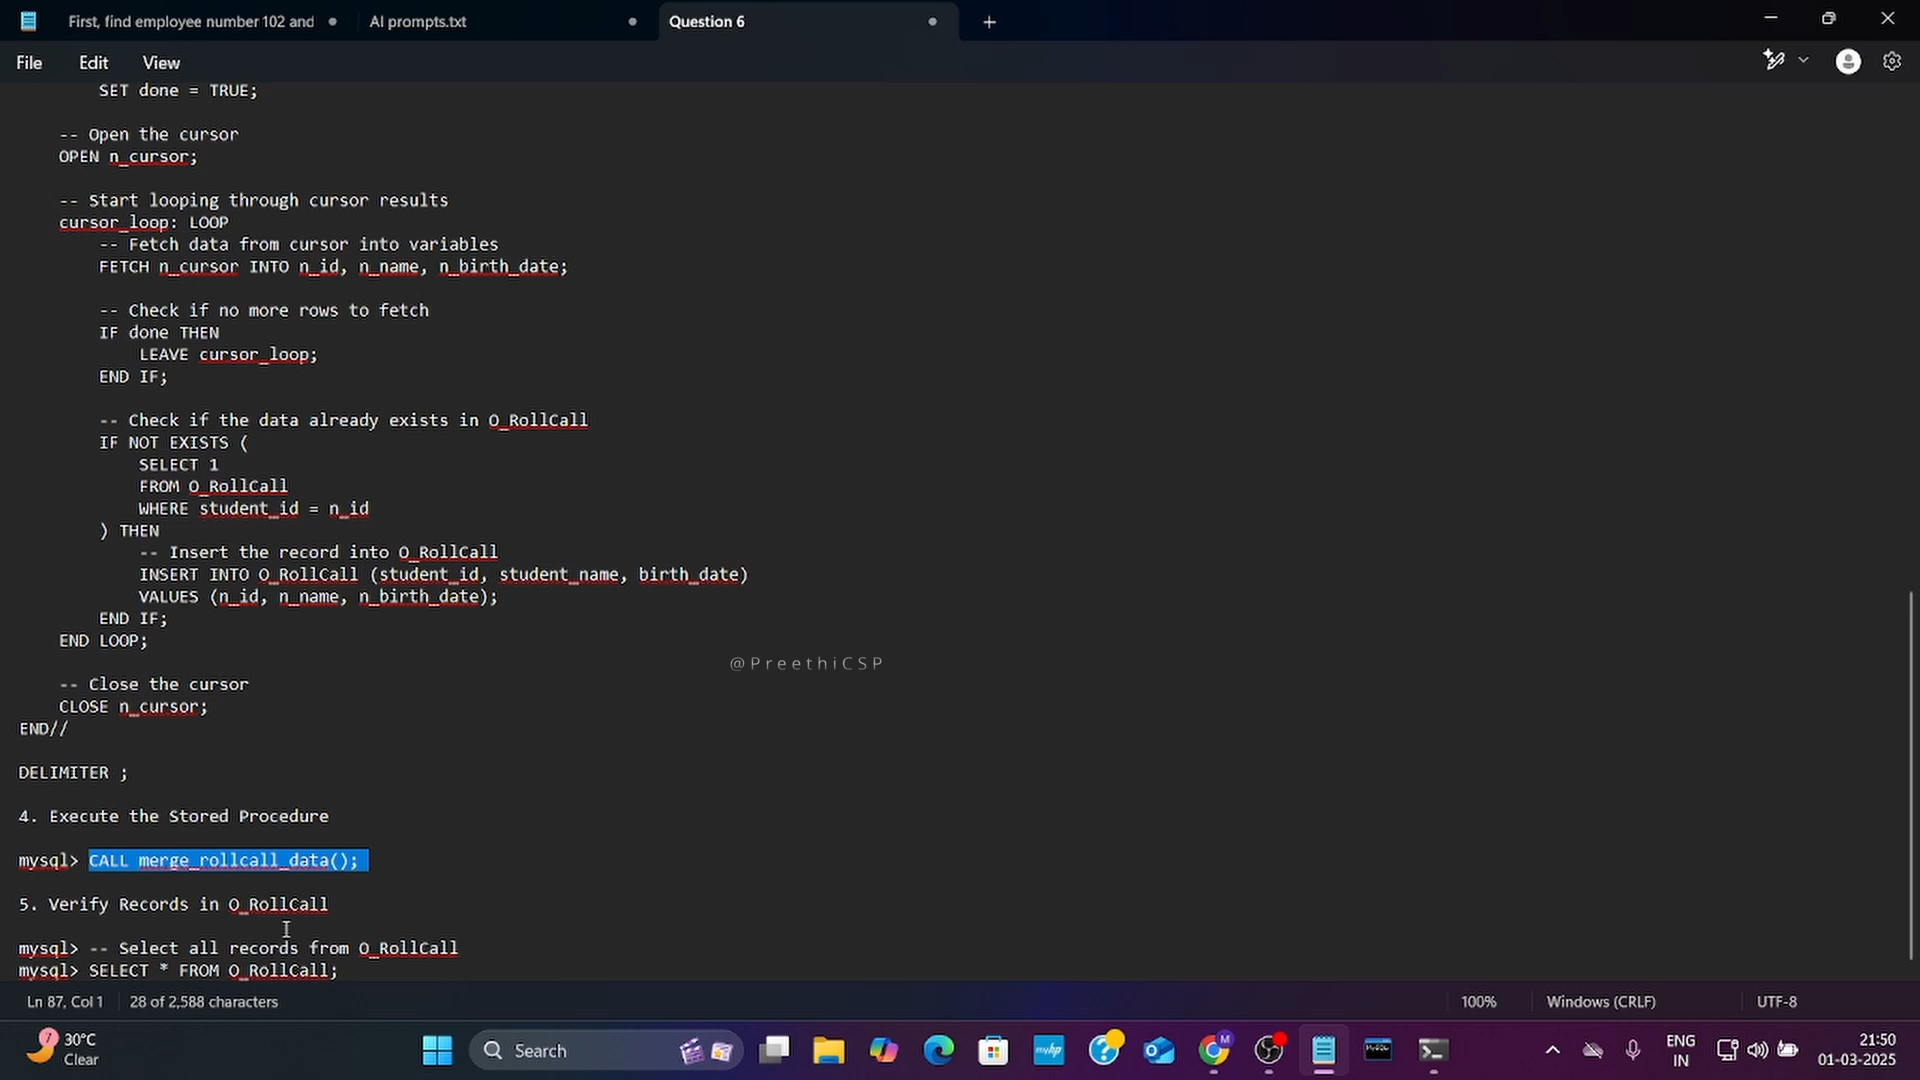 First, find employee number 102 and
AI prompts.txt
Question 6
File
Edit
View
SET done = TRUE;
-- Open the cursor
OPEN n_cursor;
-- Start looping through cursor results
cursor_loop: LOOP
-- Fetch data from cursor into variables
FETCH n_cursor INTO n_id, n_name, n_birth_date;
-- Check if no more rows to fetch
IF done THEN
LEAVE cursor_loop;
END IF;
-- Check if the data already exists in O_RollCall
IF NOT EXISTS (
SELECT 1
FROM O_RollCall
WHERE student_id = n_id
) THEN
-- Insert the record into O_RollCall
INSERT INTO O_RollCall (student_id, student_name, birth_date)
VALUES (n_id, n_name, n_birth_date);
END IF;
END LOOP;
@PreethiCSP
-- Close the cursor
CLOSE n_cursor;
END//
DELIMITER ;
4. Execute the Stored Procedure
mysql> CALL merge_rollcall_data();
5. Verify Records in O_RollCall
mysql> -- Select all records from O_RollCall
mysql> SELECT * FROM O_RollCall;
Ln 87, Col 1
28 of 2,588 characters
100%
Windows (CRLF)
UTF-8
7
30°C
Clear
Search
myhp
M
MySQL
ENG
IN
21:50
01-03-2025